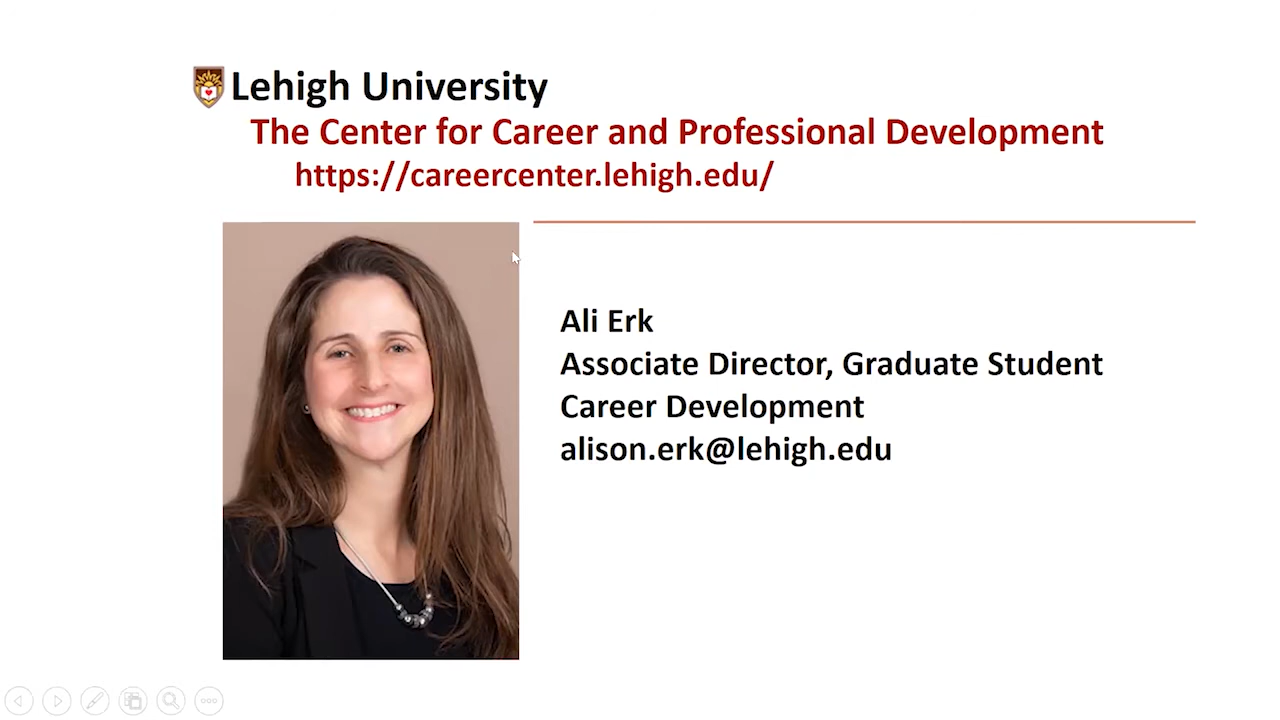 Lehigh University
The Center for Career and Professional Development
https://careercenter.lehigh.edu/
Ali Erk
Associate Director, Graduate Student
Career Development
alison.erk@lehigh.edu